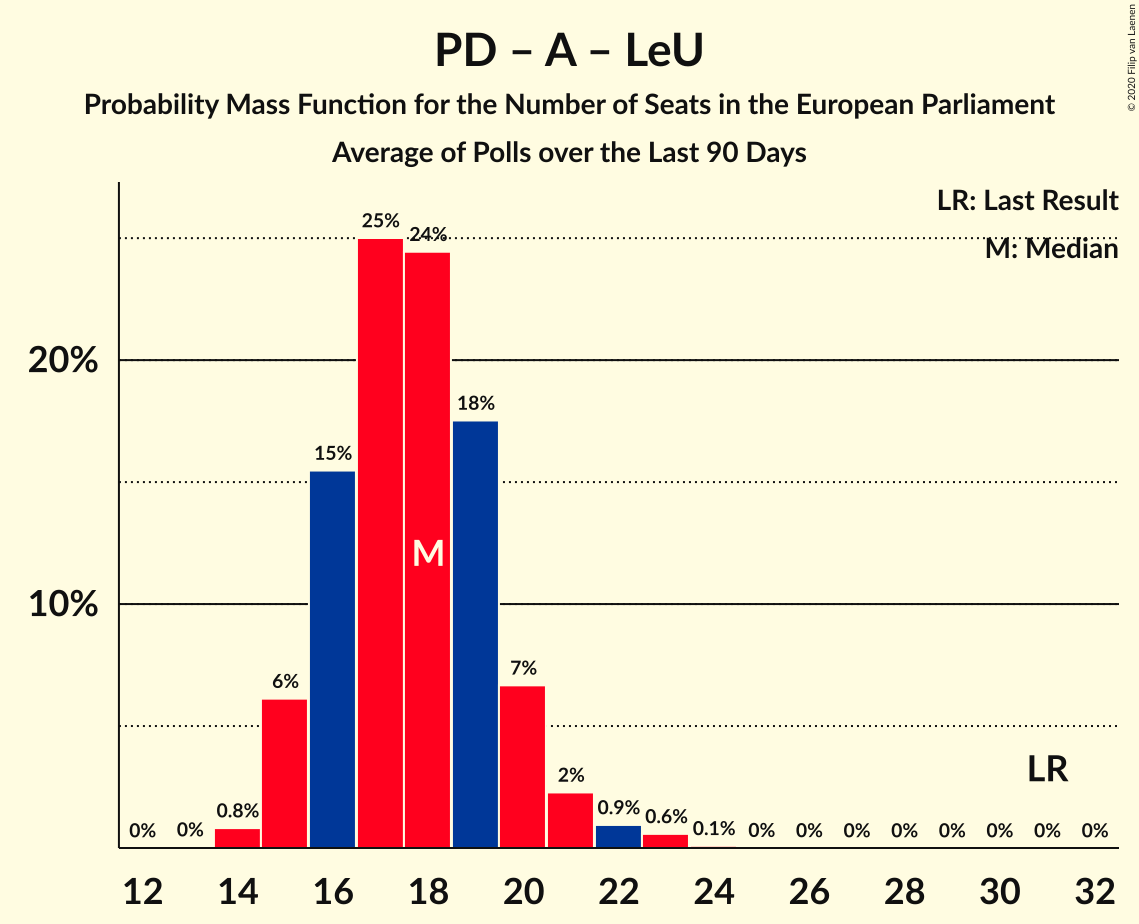 PD – A – LeU
Probability Mass Function for the Number of Seats in the European Parliament
Average of Polls over the Last 90 Days
© 2020 Filip van Laenen
LR: Last Result
M: Median
20%
10%
0%
0%
0.8%
6%
15%
25%
24%
18%
7%
2%
0.9%
0.6%
0.1%
0%
0%
0%
0%
0%
0%
0%
0%
M
LR
12 14 16 18 20 22 24 26 28 30 32